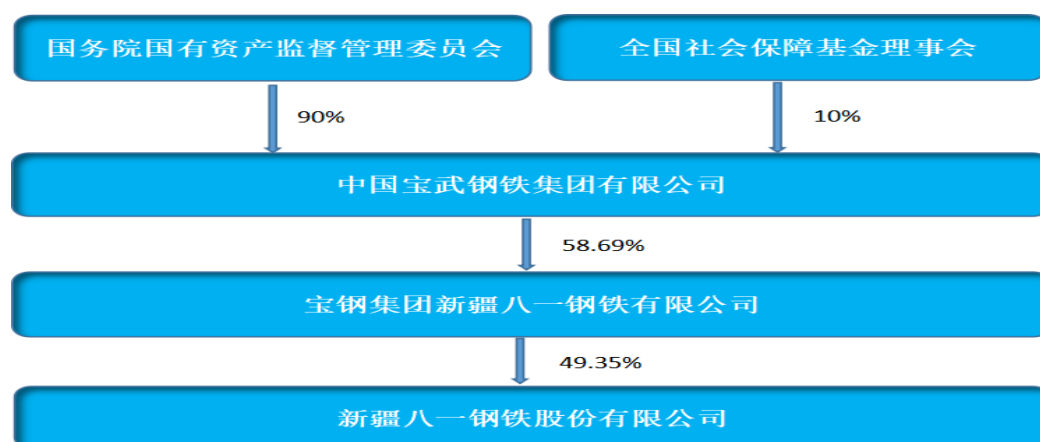 国务院国有资产监督管理委员会
全国社会保障基金理事会
90%
10%
中国宝武钢铁集团有限公司
58.69%
宝钢集团新疆八一钢铁有限公司
49.35%
新疆八一钢铁股份有限公司